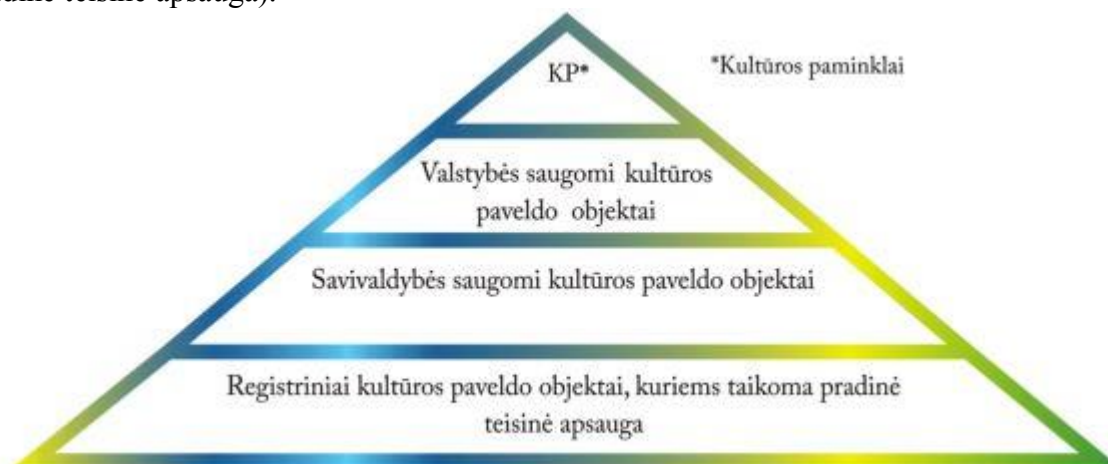 teisinė apsauga).
KP*
*Kultūros paminklai
Valstybės saugomi kultūros
paveldo objektai
Savivaldybės saugomi kultūros paveldo objektai
Registriniai kultūros paveldo objektai, kuriems taikoma pradinė
teisinė apsauga